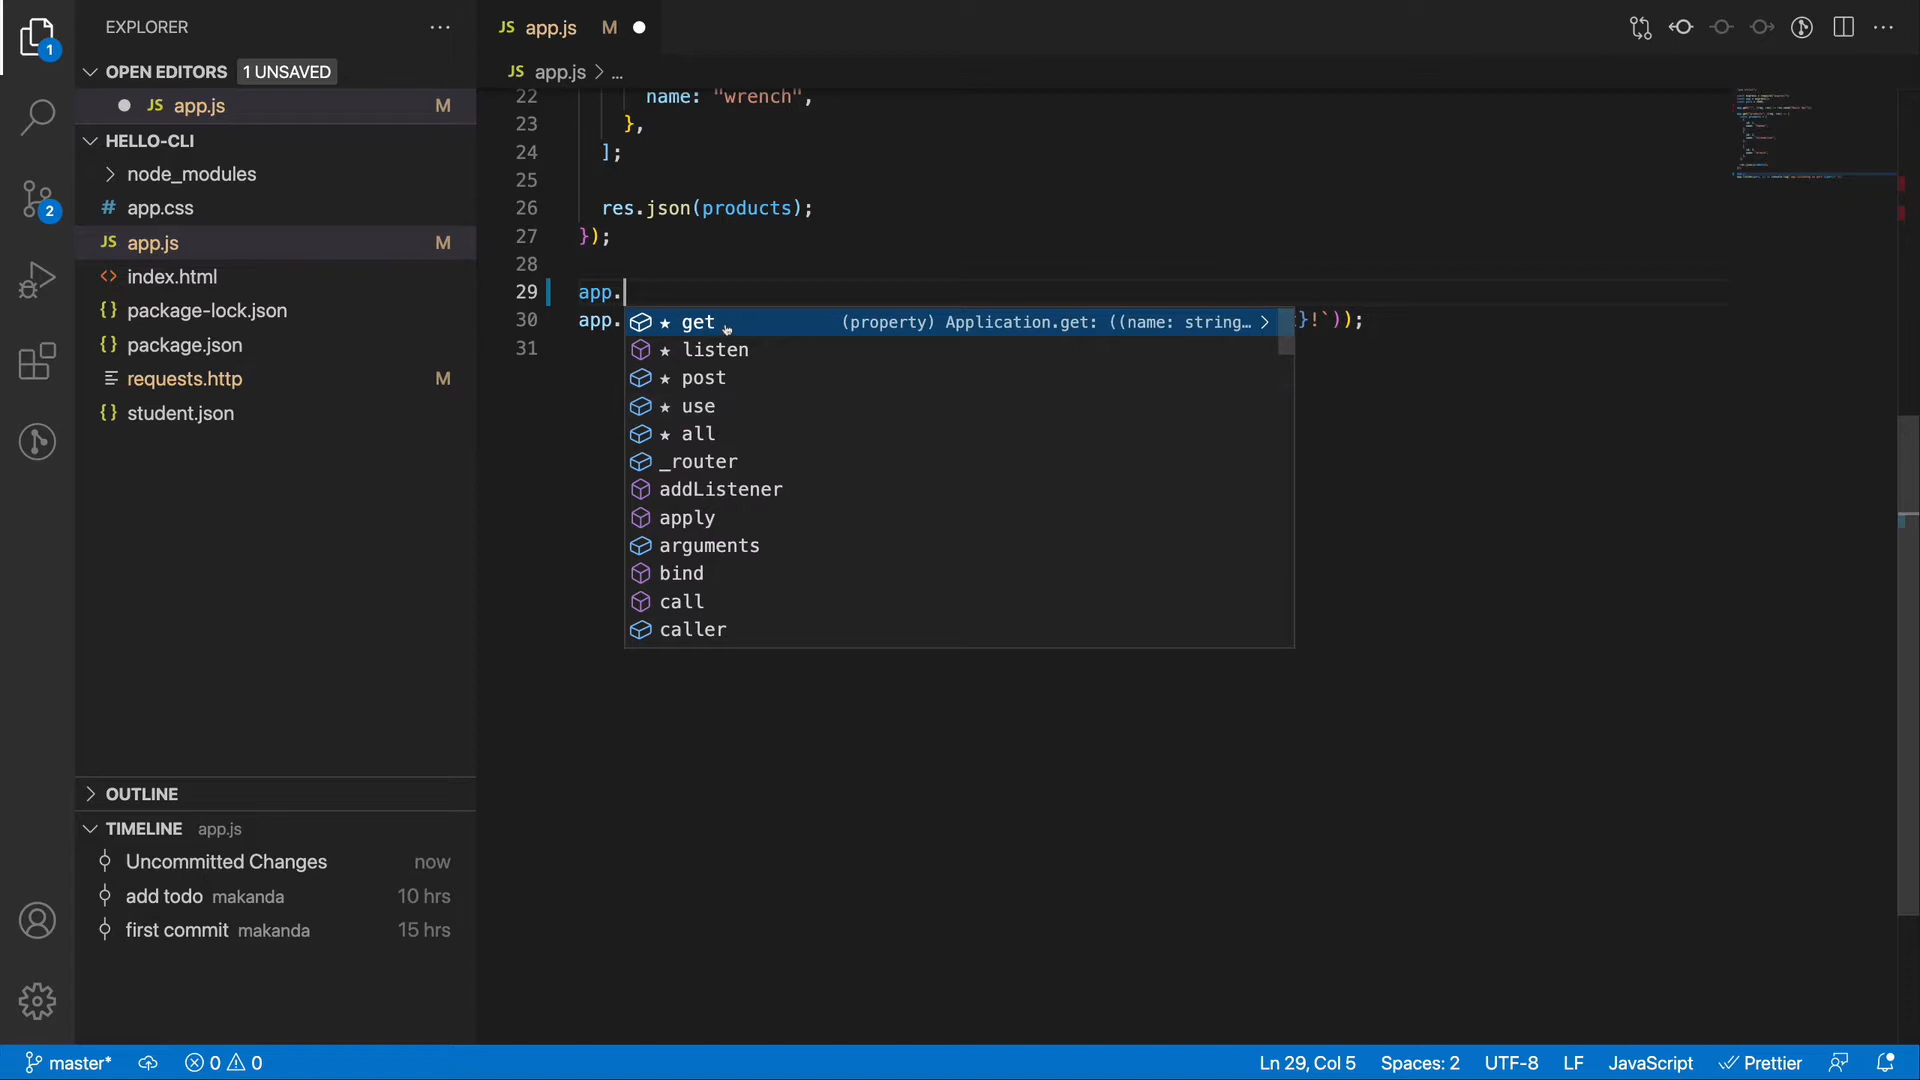 EXPLORER
OPEN EDITORS 1 UNSAVED
JS app.js M
HELLO-CLI
node_modules
# app.css
JS app.js M
<> index.html
{} package-lock.json
{} package.json
requests.http M
{} student.json
OUTLINE
TIMELINE app.js
Uncommitted Changes now
add todo makanda 10 hrs
first commit makanda 15 hrs
1
2
JS app.js M
JS app.js > ...
22 name: "wrench",
23 },
24 ];
25
26 res.json(products);
27 });
28
29 app.
30 app. }!`));
31
★ get (property) Application.get: ((name: string… >
★ listen
★ post
★ use
★ all
_router
addListener
apply
arguments
bind
call
caller
master* 0 0 Ln 29, Col 5 Spaces: 2 UTF-8 LF JavaScript Prettier